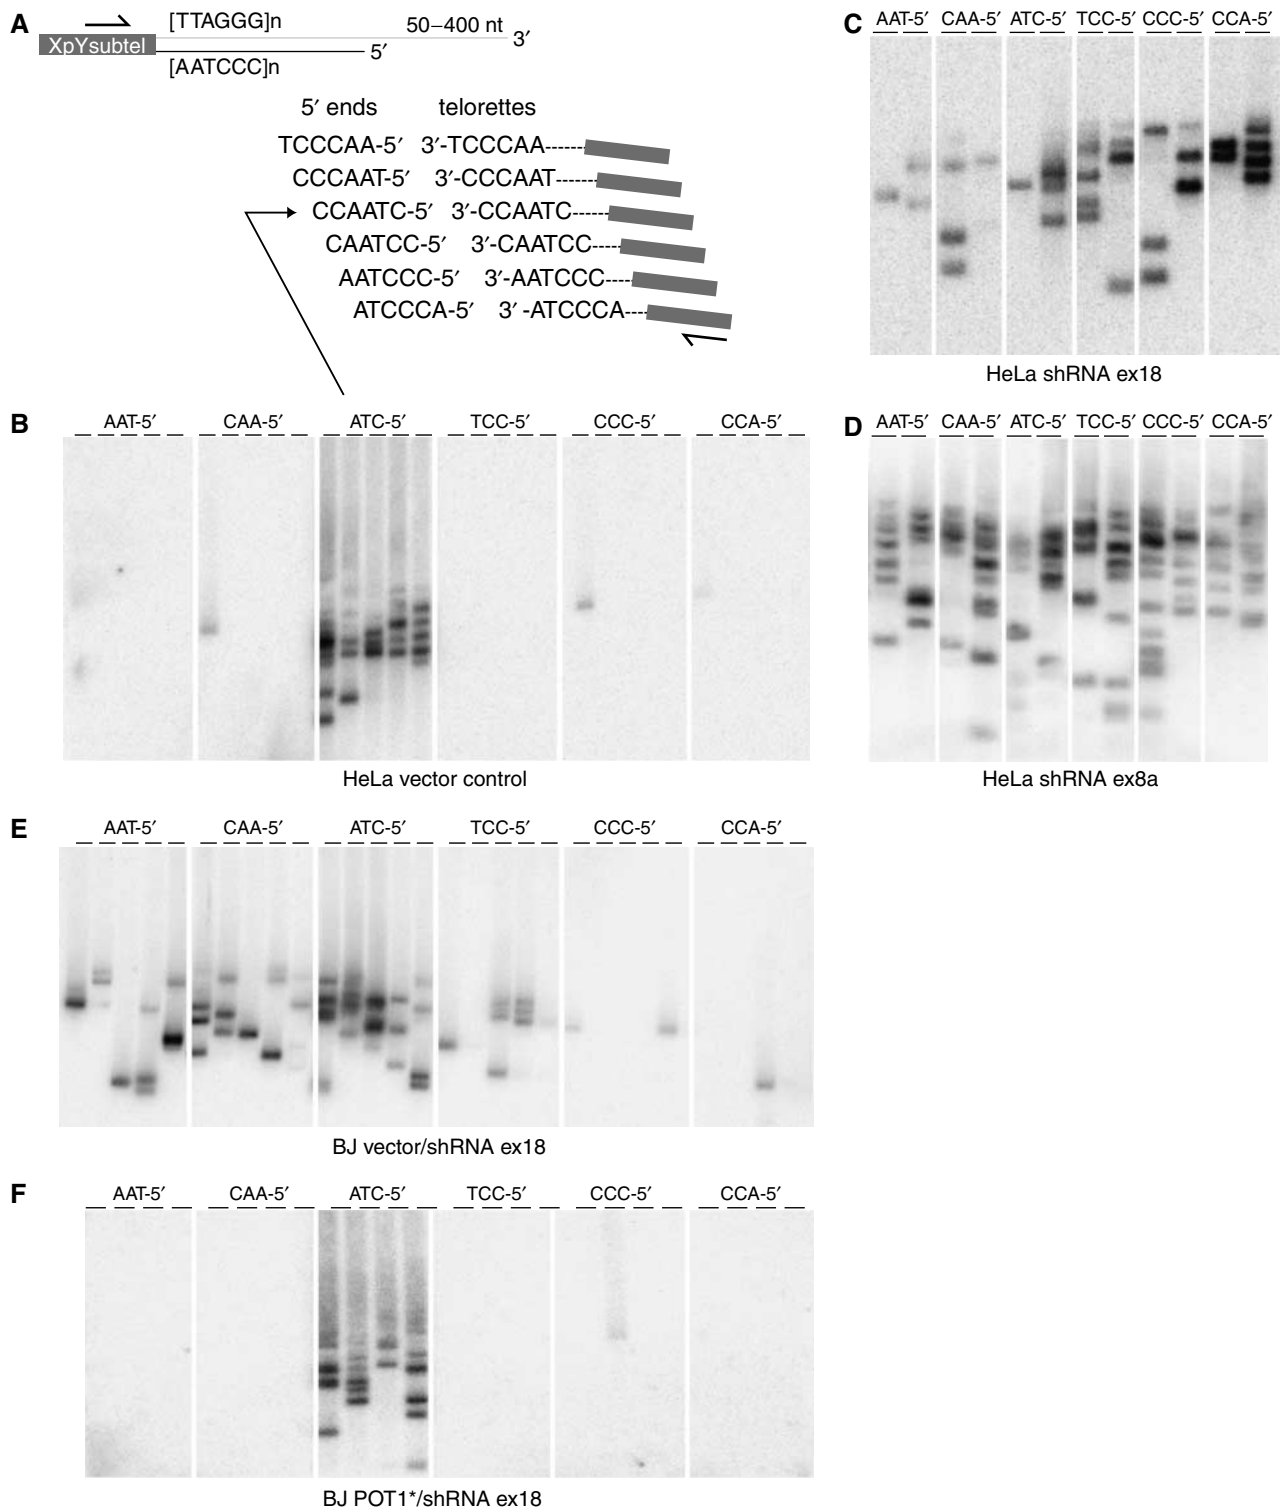 A
[TTAGGG]n
50–400 nt
3′
XpYsubtel
5′
[AATCCC]n
5′ ends
telorettes
TCCCAA-5′ 3′-TCCCAA
CCCAAT-5′ 3′-CCCAAT
CCAATC-5′ 3′-CCAATC
CAATCC-5′ 3′-CAATCC
AATCCC-5′ 3′-AATCCC
ATCCCA-5′ 3′-ATCCCA
B
AAT-5′ CAA-5′ ATC-5′ TCC-5′ CCC-5′ CCA-5′
HeLa vector control
C
AAT-5′ CAA-5′ ATC-5′ TCC-5′ CCC-5′ CCA-5′
HeLa shRNA ex18
D
AAT-5′ CAA-5′ ATC-5′ TCC-5′ CCC-5′ CCA-5′
HeLa shRNA ex8a
E
AAT-5′ CAA-5′ ATC-5′ TCC-5′ CCC-5′ CCA-5′
BJ vector/shRNA ex18
F
AAT-5′ CAA-5′ ATC-5′ TCC-5′ CCC-5′ CCA-5′
BJ POT1*/shRNA ex18